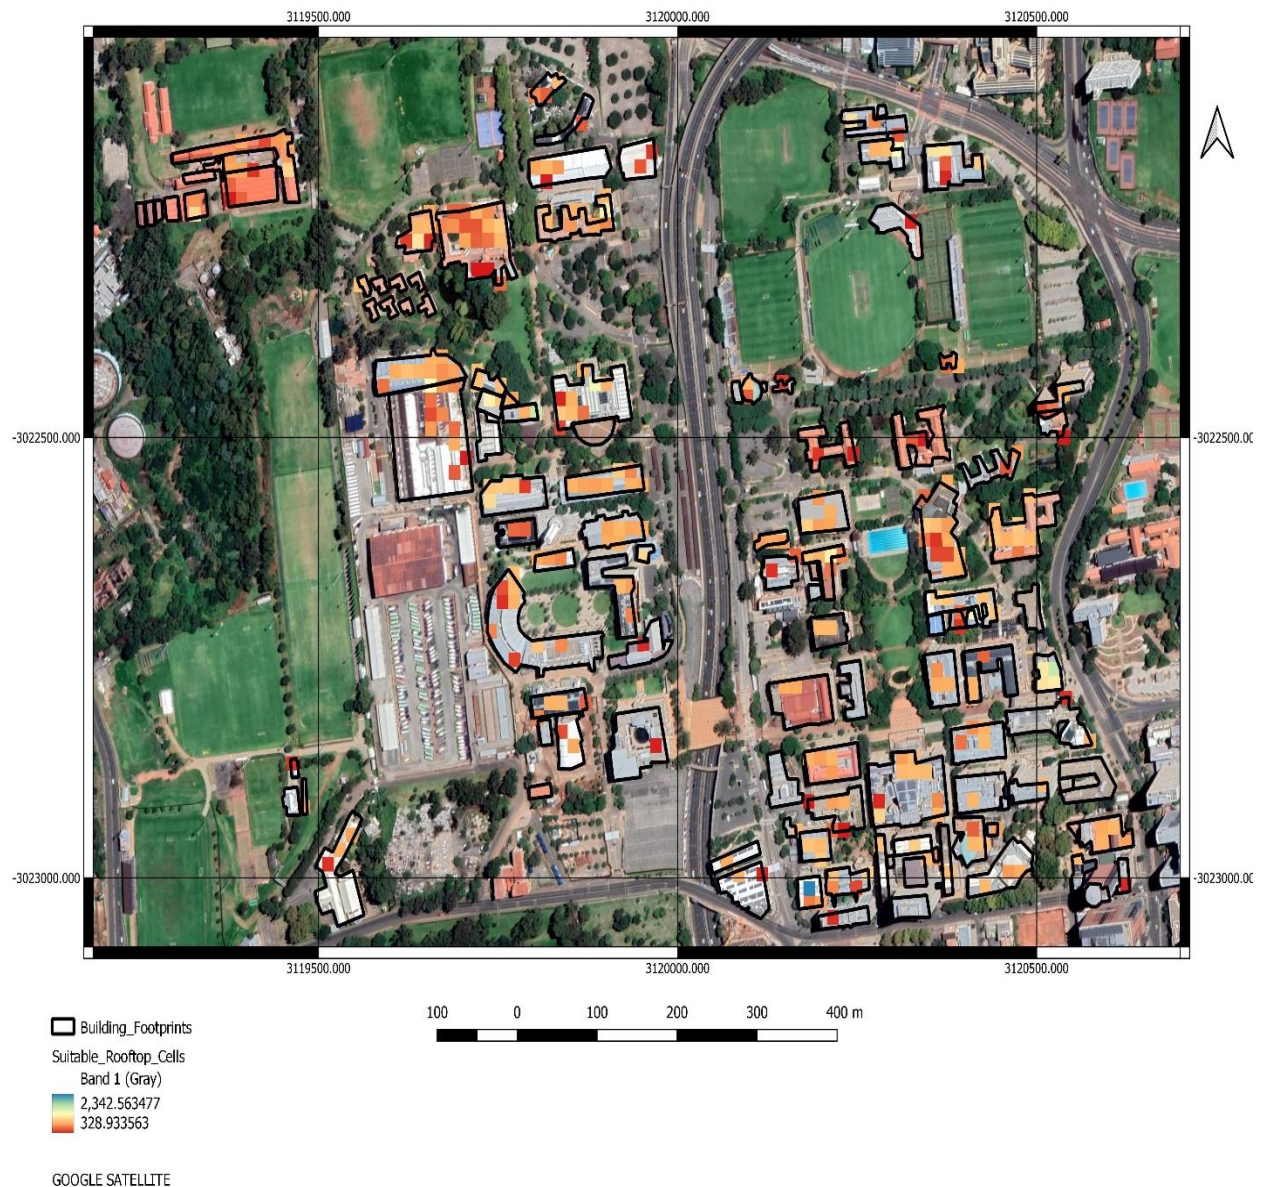 3119500.000 3120000.000 3120500.000
-3022500.000 -3022500.00
-3023000.000 -3023000.00
3119500.000 3120000.000 3120500.000
100 0 100 200 300 400 m
Building_Footprints
Suitable_Rooftop_Cells
Band 1 (Gray)
2,342.563477
328.933563
GOOGLE SATELLITE